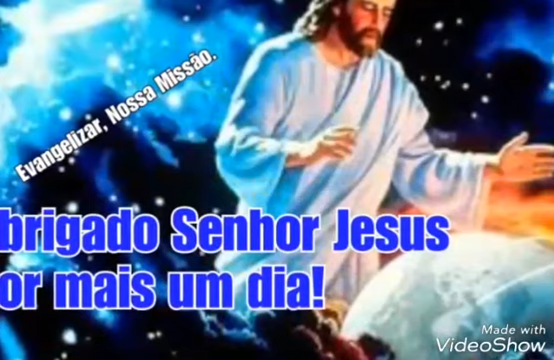 Evangelizar, Nossa Missão.
brigado Senhor Jesus
or mais um dia!
Made with
VideoShow